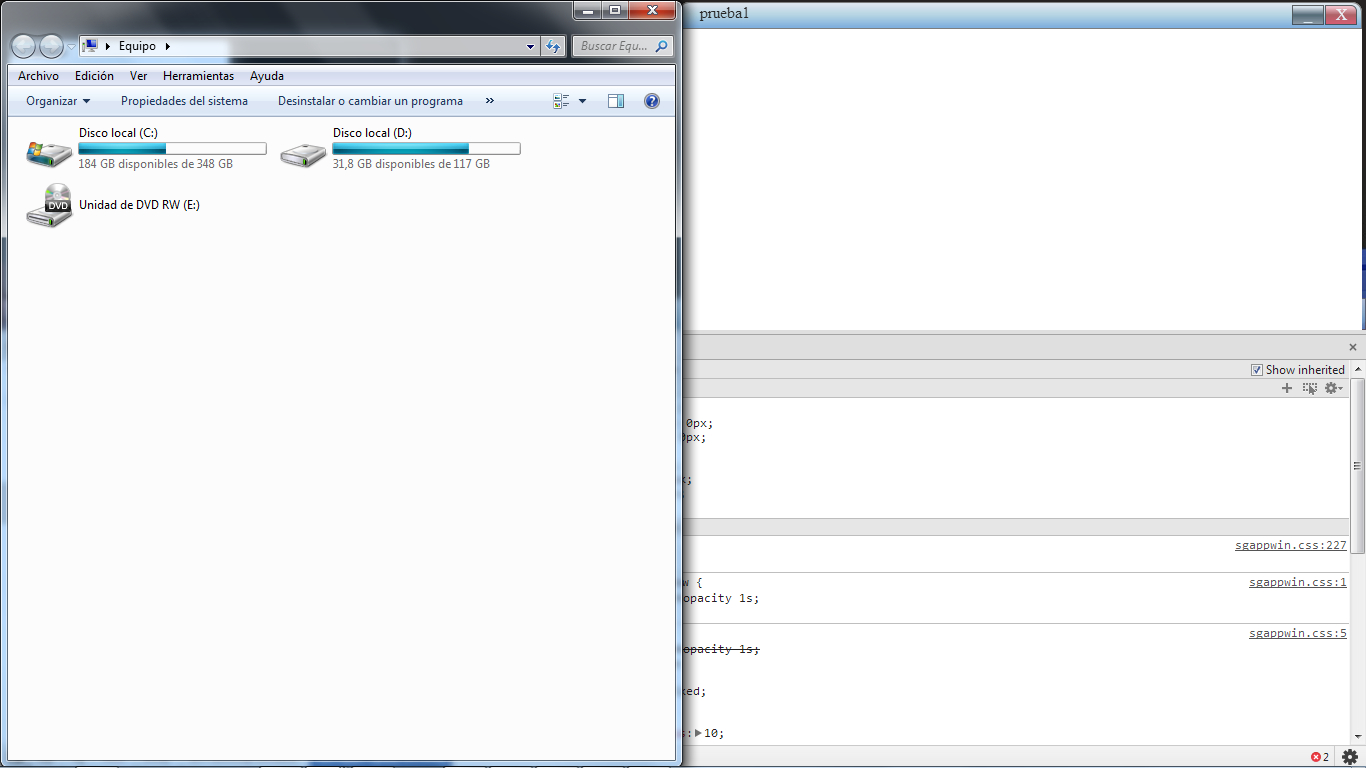 Equipo
Buscar Equ...
Archivo Edición Ver Herramientas Ayuda
Organizar Propiedades del sistema Desinstalar o cambiar un programa »
Disco local (C:)
184 GB disponibles de 348 GB
Disco local (D:)
31,8 GB disponibles de 117 GB
DVD
Unidad de DVD RW (E:)
prueba1
_ X
Show inherited
0px;
0px;
sgappwin.css:227
w {
sgappwin.css:1
opacity 1s;
sgappwin.css:5
opacity 1s;
10;
2